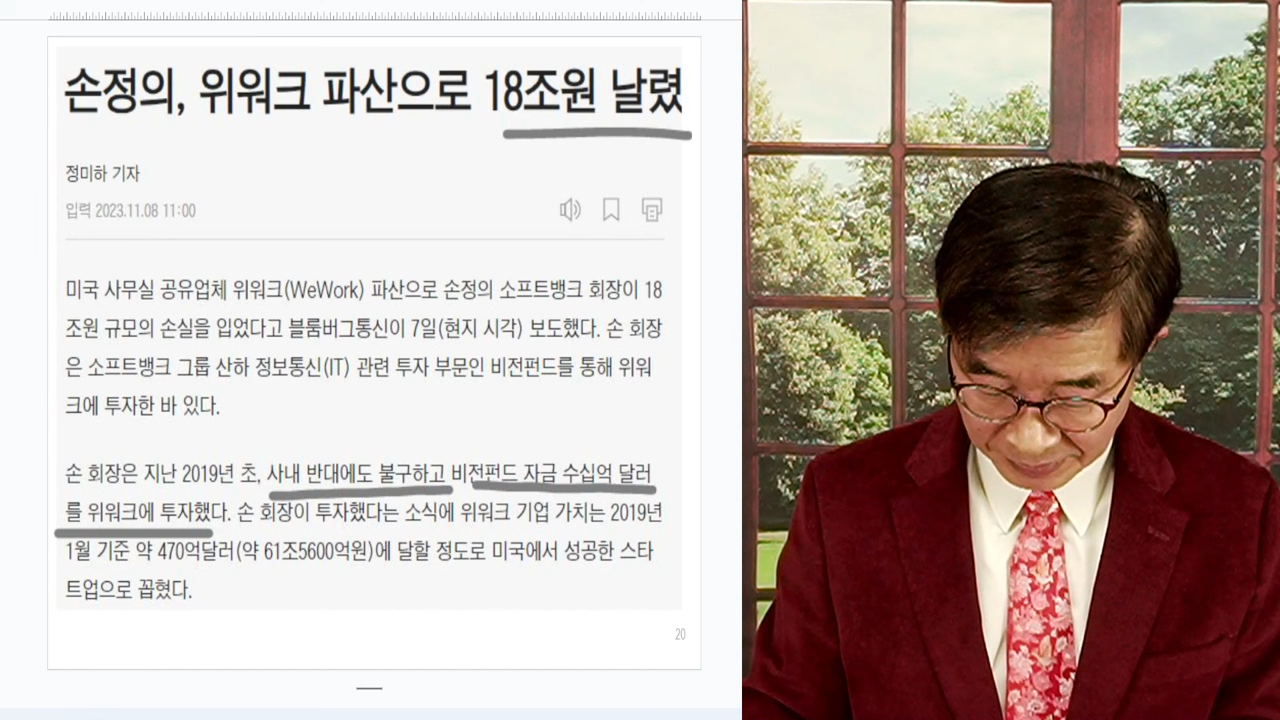 손정의, 위워크 파산으로 18조원 날렸
정미하 기자
입력 2023.11.08 11:00
미국 사무실 공유업체 위워크(WeWork) 파산으로 손정의 소프트뱅크 회장이 18
조원 규모의 손실을 입었다고 블룸버그통신이 7일(현지 시각) 보도했다. 손 회장
은 소프트뱅크 그룹 산하 정보통신(IT) 관련 투자 부문인 비전펀드를 통해 위워
크에 투자한 바 있다.
손 회장은 지난 2019년 초, 사내 반대에도 불구하고 비전펀드 자금 수십억 달러
를 위워크에 투자했다. 손 회장이 투자했다는 소식에 위워크 기업 가치는 2019년
1월 기준 약 470억달러(약 61조5600억원)에 달할 정도로 미국에서 성공한 스타
트업으로 꼽혔다.
20